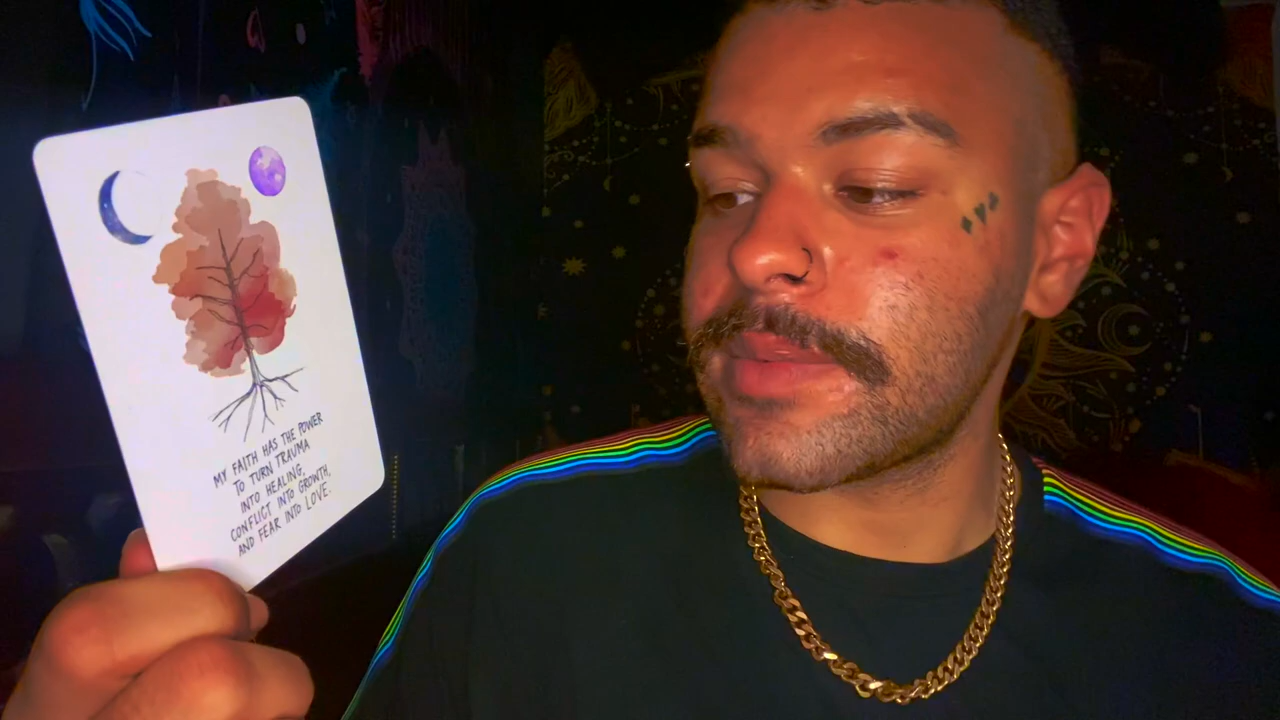 MY FAITH HAS THE POWER
TO TURN TRAUMA
INTO HEALING,
CONFLICT INTO GROWTH,
AND FEAR INTO LOVE.